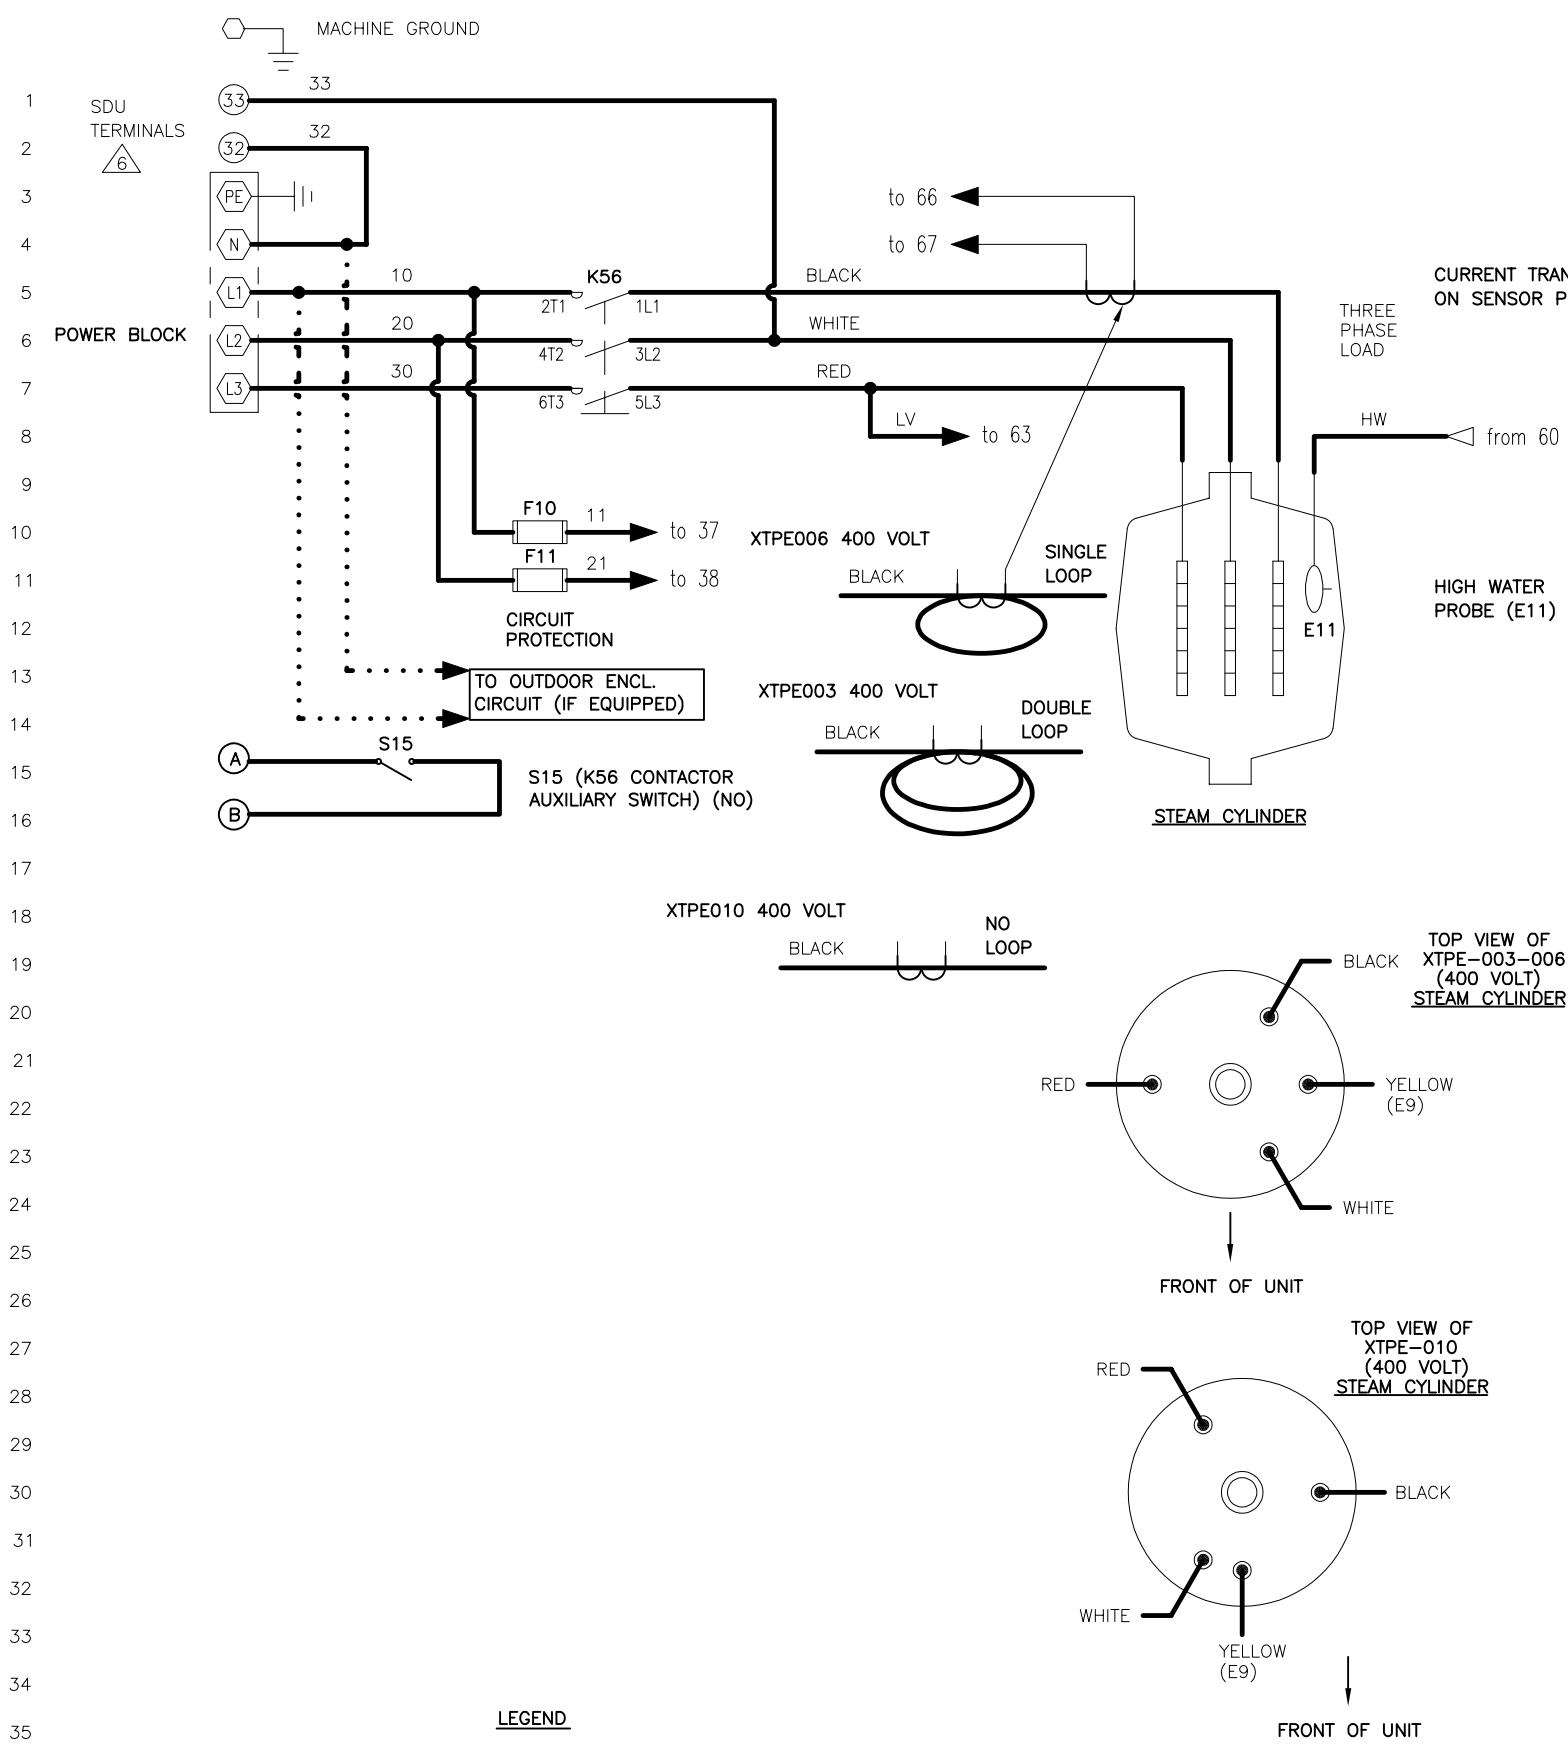 MACHINE GROUND
33
1
SDU
TERMINALS
33
32
2
6
32
3
PE
to 66
4
N
to 67
10
K56
BLACK
CURRENT TRAN
5
L1
2T1
1L1
ON SENSOR P
20
WHITE
THREE
PHASE
LOAD
6
POWER BLOCK
L2
4T2
3L2
30
RED
7
L3
6T3
5L3
LV
HW
8
to 63
from 60
9
F10
11
10
to 37
XTPE006 400 VOLT
SINGLE
LOOP
F11
21
11
to 38
BLACK
HIGH WATER
PROBE (E11)
12
CIRCUIT
PROTECTION
E11
13
TO OUTDOOR ENCL.
CIRCUIT (IF EQUIPPED)
XTPE003 400 VOLT
DOUBLE
LOOP
14
BLACK
S15
15
A
S15 (K56 CONTACTOR
AUXILIARY SWITCH) (NO)
16
B
STEAM CYLINDER
17
18
XTPE010 400 VOLT
NO
LOOP
19
BLACK
BLACK
TOP VIEW OF
XTPE-003-006
(400 VOLT)
STEAM CYLINDER
20
21
RED
YELLOW
(E9)
22
23
24
WHITE
25
26
FRONT OF UNIT
27
TOP VIEW OF
XTPE-010
(400 VOLT)
STEAM CYLINDER
RED
28
29
30
BLACK
31
32
WHITE
33
YELLOW
(E9)
34
35
LEGEND
FRONT OF UNIT